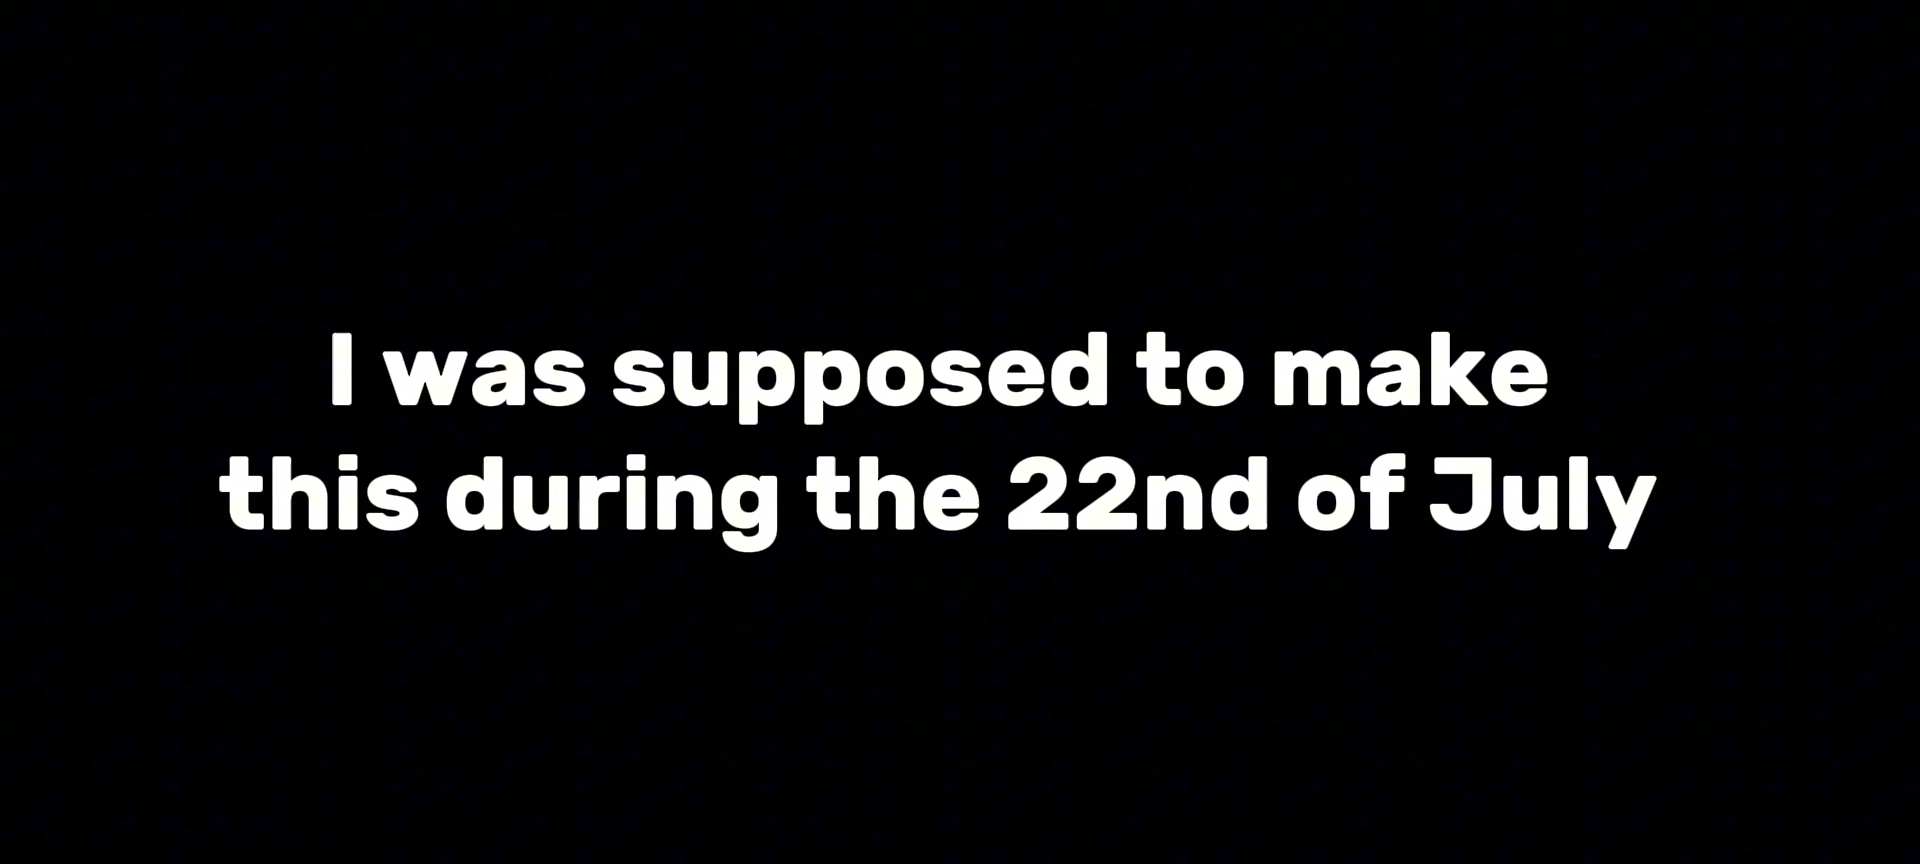 I was supposed to make
this during the 22nd of July